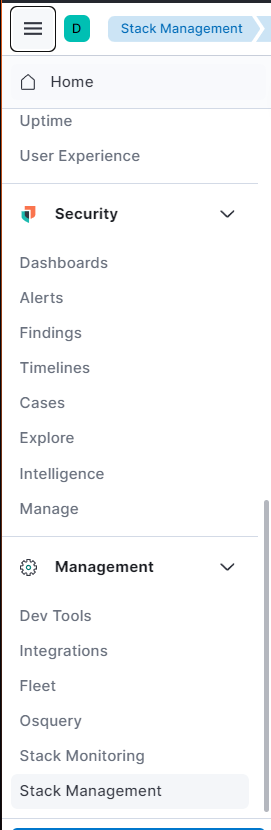 D Stack Management
Home
Uptime
User Experience
Security
Dashboards
Alerts
Findings
Timelines
Cases
Explore
Intelligence
Manage
Management
Dev Tools
Integrations
Fleet
Osquery
Stack Monitoring
Stack Management